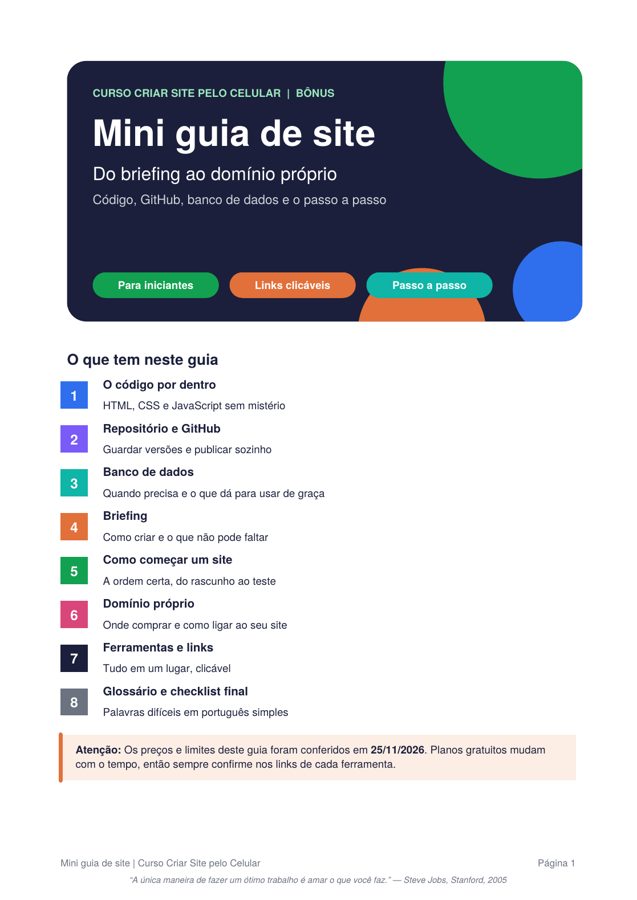 CURSO CRIAR SITE PELO CELULAR | BÔNUS
Mini guia de site
Do briefing ao domínio próprio
Código, GitHub, banco de dados e o passo a passo
Para iniciantes
Links clicáveis
Passo a passo
O que tem neste guia
1
O código por dentro
HTML, CSS e JavaScript sem mistério
2
Repositório e GitHub
Guardar versões e publicar sozinho
3
Banco de dados
Quando precisa e o que dá para usar de graça
4
Briefing
Como criar e o que não pode faltar
5
Como começar um site
A ordem certa, do rascunho ao teste
6
Domínio próprio
Onde comprar e como ligar ao seu site
7
Ferramentas e links
Tudo em um lugar, clicável
8
Glossário e checklist final
Palavras difíceis em português simples
Atenção: Os preços e limites deste guia foram conferidos em 25/11/2026. Planos gratuitos mudam
com o tempo, então sempre confirme nos links de cada ferramenta.
Mini guia de site | Curso Criar Site pelo Celular
Página 1
“A única maneira de fazer um ótimo trabalho é amar o que você faz.” — Steve Jobs, Stanford, 2005